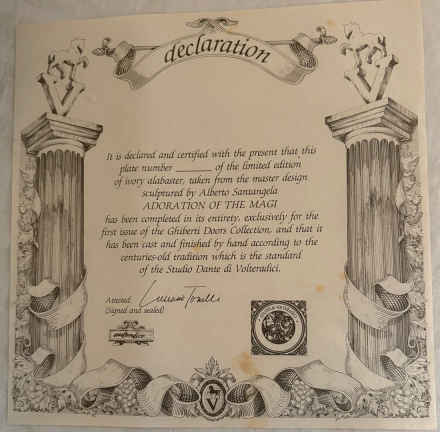 declaration
It is declared and certified with the present that this
plate number ______ of the limited edition
of ivory alabaster, taken from the master design
sculptured by Alberto Santangela
ADORATION OF THE MAGI
has been completed in its entirety, exclusively for the
first issue of the Ghiberti Doors Collection, and that it
has been cast and finished by hand according to the
centuries-old tradition which is the standard
of the Studio Dante di Volteradici.
Attested
(signed and sealed)
V
V
V